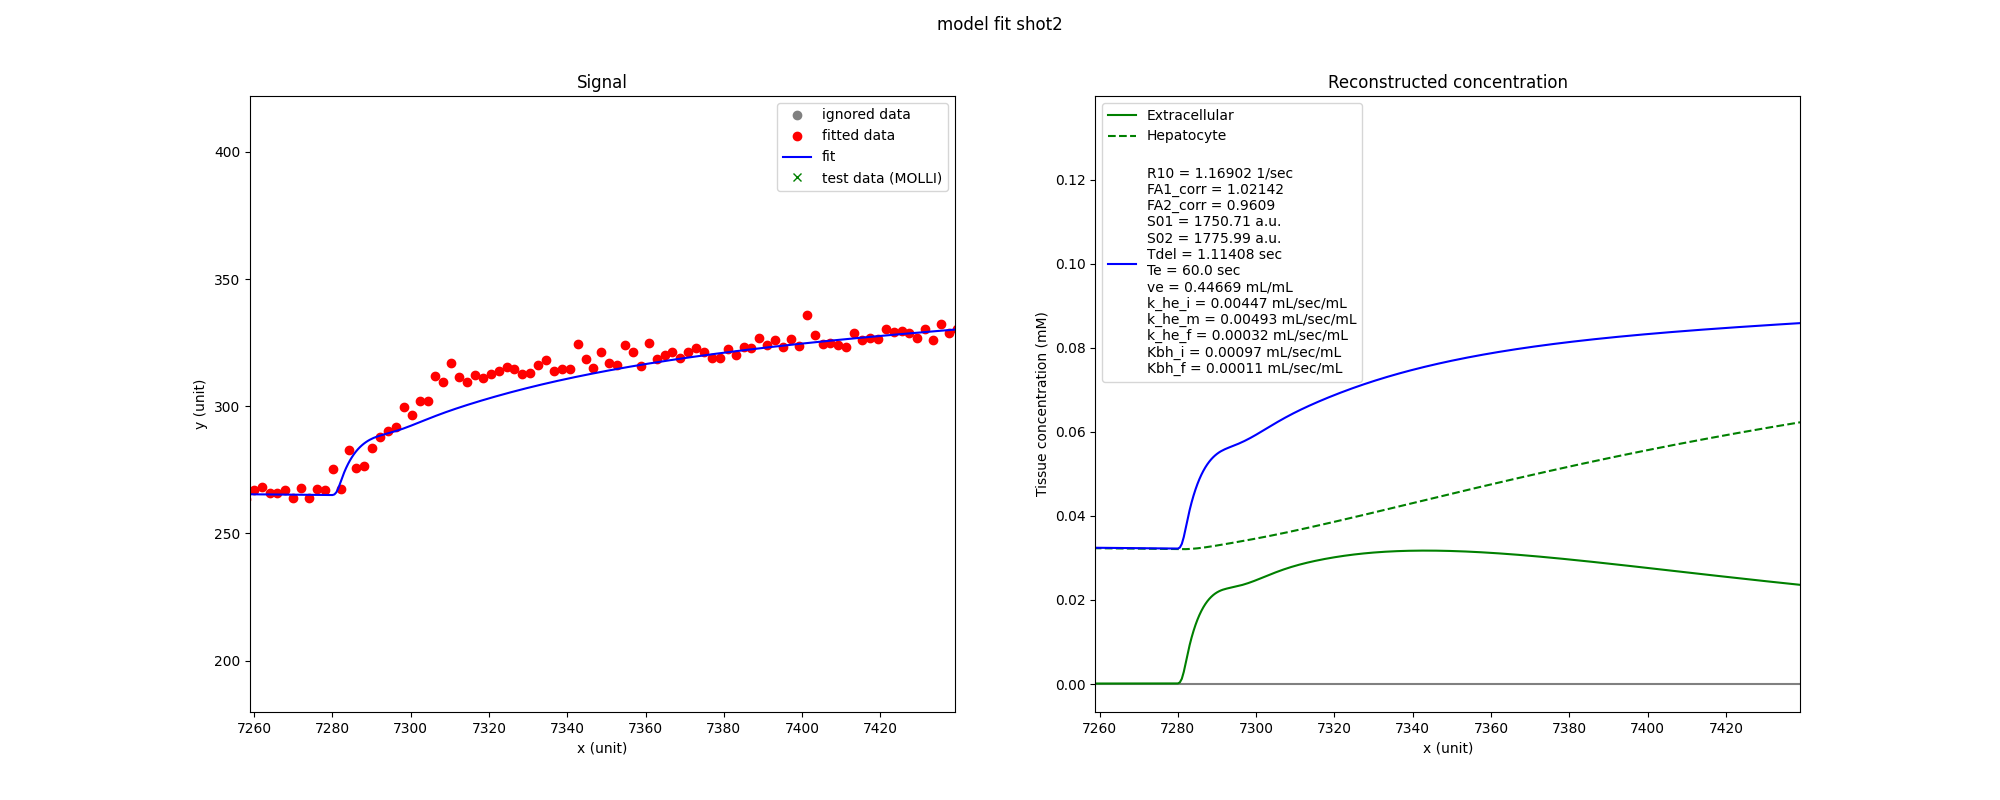 model fit shot2
Signal
400
350
300
250
200
y (unit)
7260 7280 7300 7320 7340 7360 7380 7400 7420
x (unit)
ignored data
fitted data
fit
test data (MOLLI)
Reconstructed concentration
0.12
0.10
0.08
0.06
0.04
0.02
0.00
Tissue concentration (mM)
7260 7280 7300 7320 7340 7360 7380 7400 7420
x (unit)
Extracellular
Hepatocyte
R10 = 1.16902 1/sec
FA1_corr = 1.02142
FA2_corr = 0.9609
S01 = 1750.71 a.u.
S02 = 1775.99 a.u.
Tdel = 1.11408 sec
Te = 60.0 sec
ve = 0.44669 mL/mL
k_he_i = 0.00447 mL/sec/mL
k_he_m = 0.00493 mL/sec/mL
k_he_f = 0.00032 mL/sec/mL
Kbh_i = 0.00097 mL/sec/mL
Kbh_f = 0.00011 mL/sec/mL